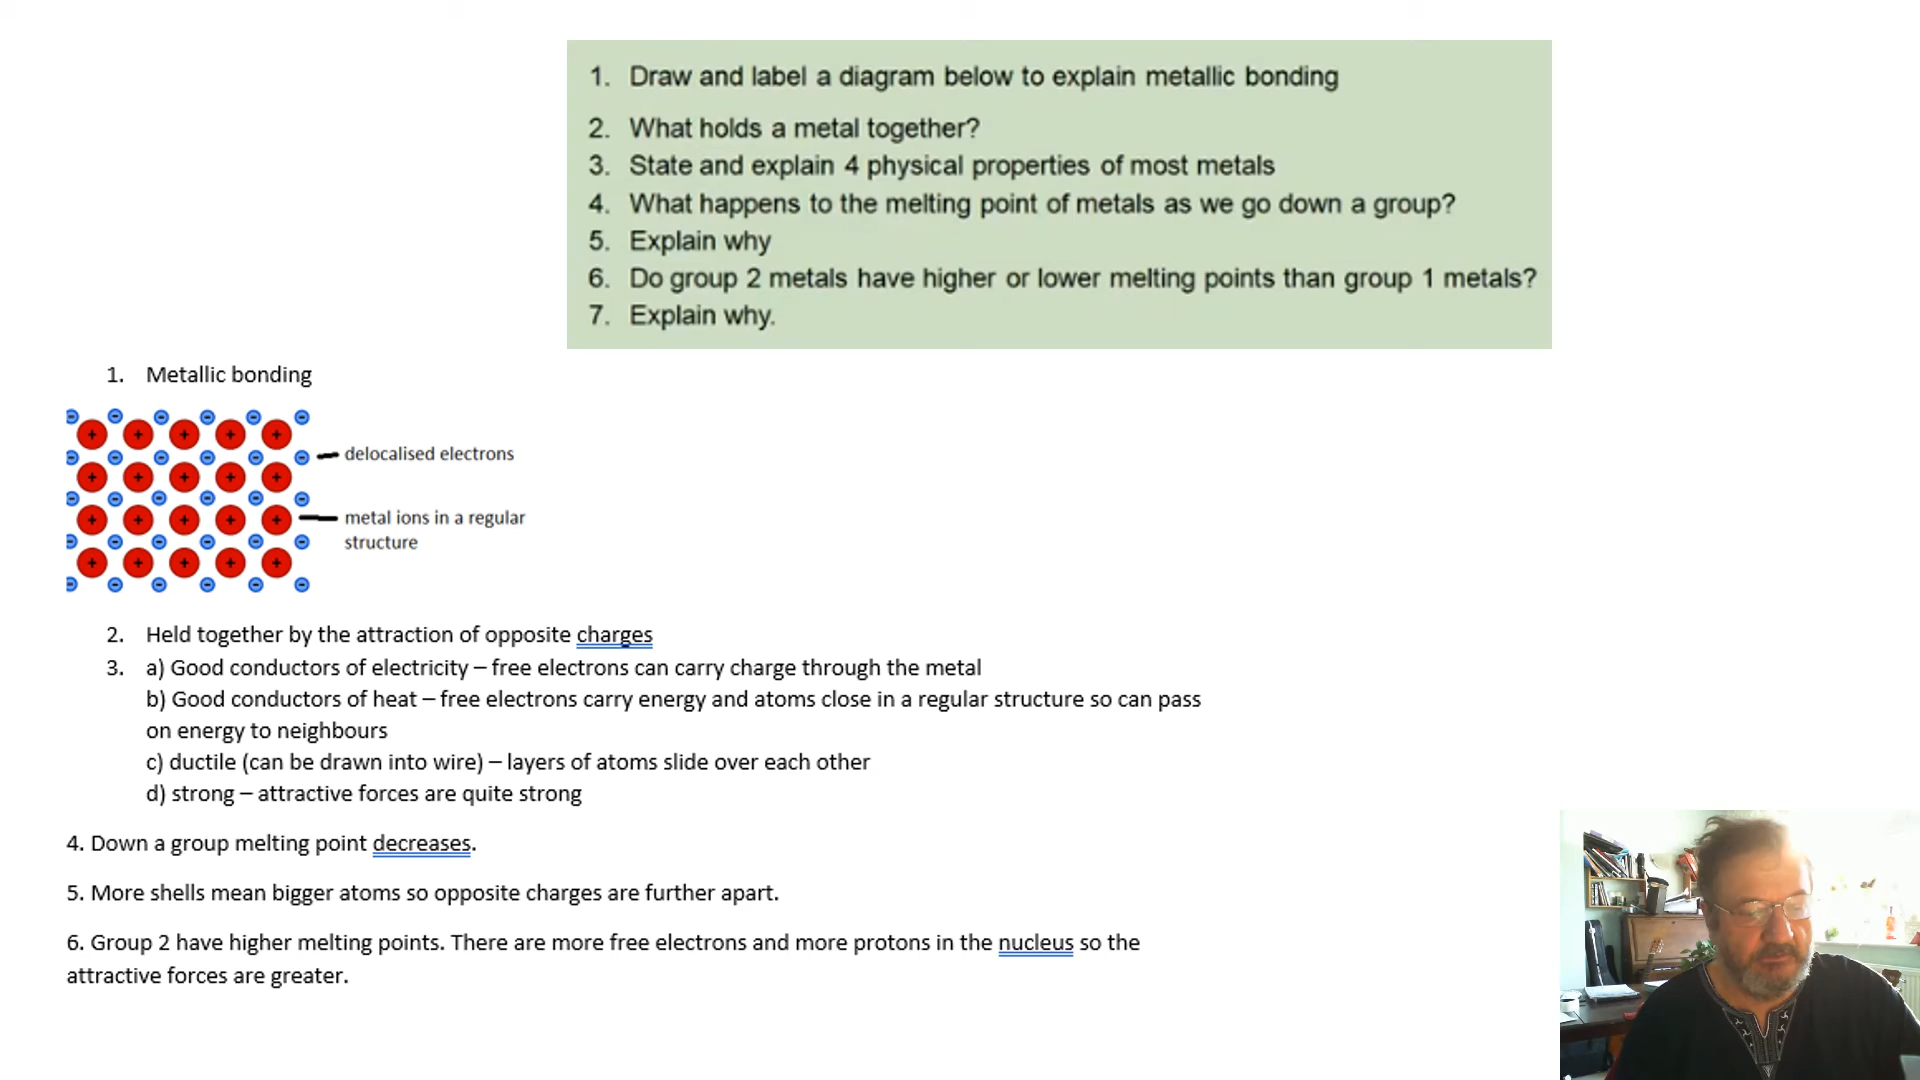 1. Draw and label a diagram below to explain metallic bonding
2. What holds a metal together?
3. State and explain 4 physical properties of most metals
4. What happens to the melting point of metals as we go down a group?
5. Explain why
6. Do group 2 metals have higher or lower melting points than group 1 metals?
7. Explain why.
1. Metallic bonding
delocalised electrons
metal ions in a regular
structure
2. Held together by the attraction of opposite charges
3. a) Good conductors of electricity – free electrons can carry charge through the metal
b) Good conductors of heat – free electrons carry energy and atoms close in a regular structure so can pass
on energy to neighbours
c) ductile (can be drawn into wire) – layers of atoms slide over each other
d) strong – attractive forces are quite strong
4. Down a group melting point decreases.
5. More shells mean bigger atoms so opposite charges are further apart.
6. Group 2 have higher melting points. There are more free electrons and more protons in the nucleus so the
attractive forces are greater.